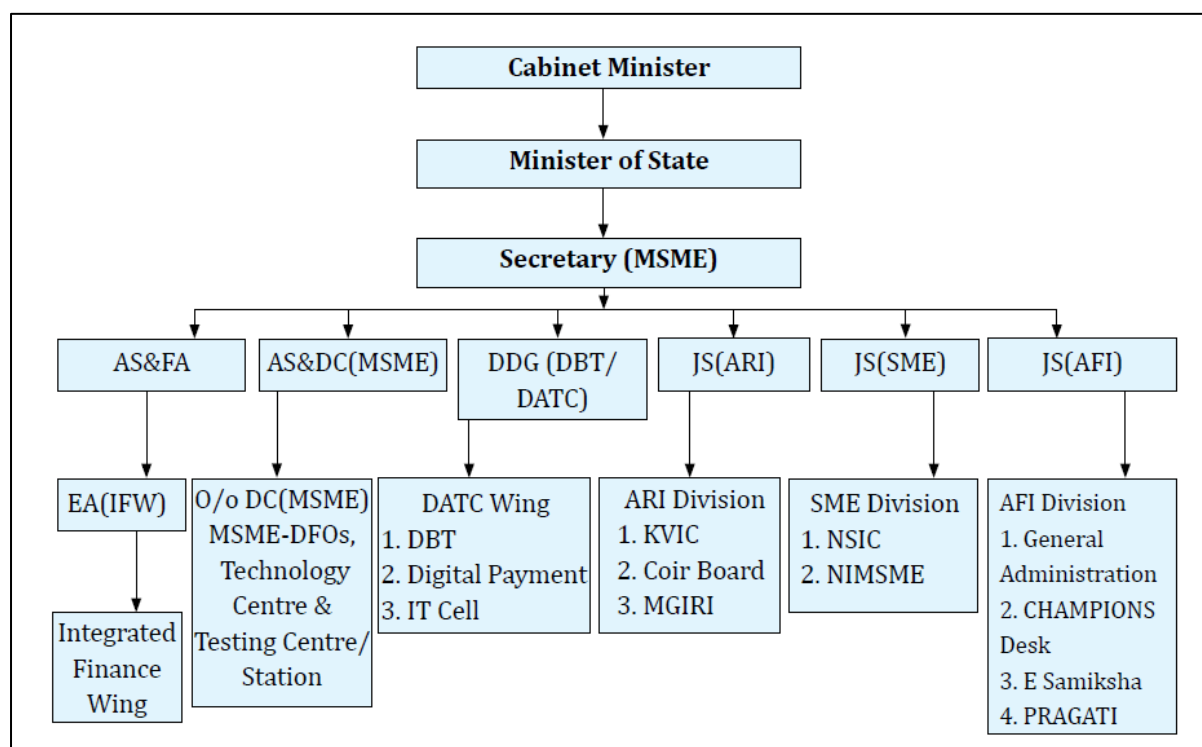 Cabinet Minister
Minister of State
Secretary (MSME)
AS&FA
AS&DC(MSME)
DDG (DBT/
DATC)
JS(ARI)
JS(SME)
JS(AFI)
EA(IFW)
Integrated
Finance
Wing
O/o DC(MSME)
MSME-DFOs,
Technology
Centre &
Testing Centre/
Station
DATC Wing
1. DBT
2. Digital Payment
3. IT Cell
ARI Division
1. KVIC
2. Coir Board
3. MGIRI
SME Division
1. NSIC
2. NIMSME
AFI Division
1. General
Administration
2. CHAMPIONS
Desk
3. E Samiksha
4. PRAGATI